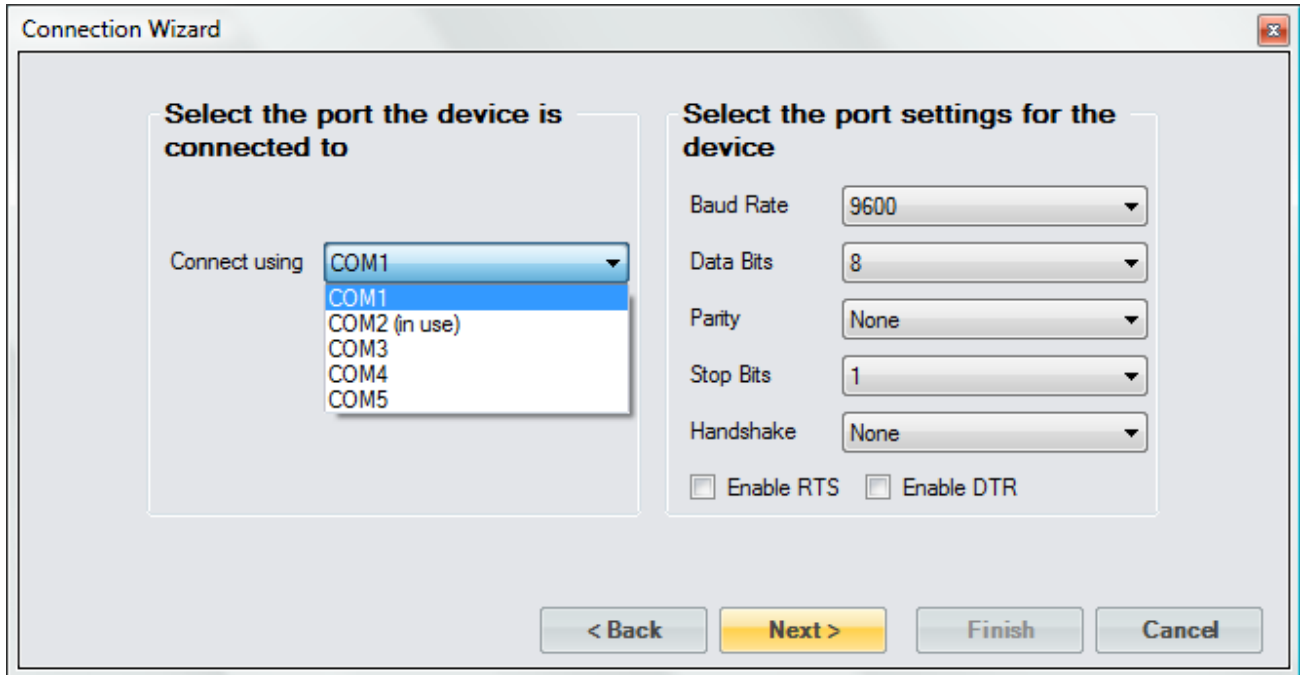 Connection Wizard
Select the port the device is
connected to
Connect using
COM1
COM1
COM2 (in use)
COM3
COM4
COM5
Select the port settings for the
device
Baud Rate
9600
Data Bits
8
Parity
None
Stop Bits
1
Handshake
None
Enable RTS
Enable DTR
< Back
Next >
Finish
Cancel